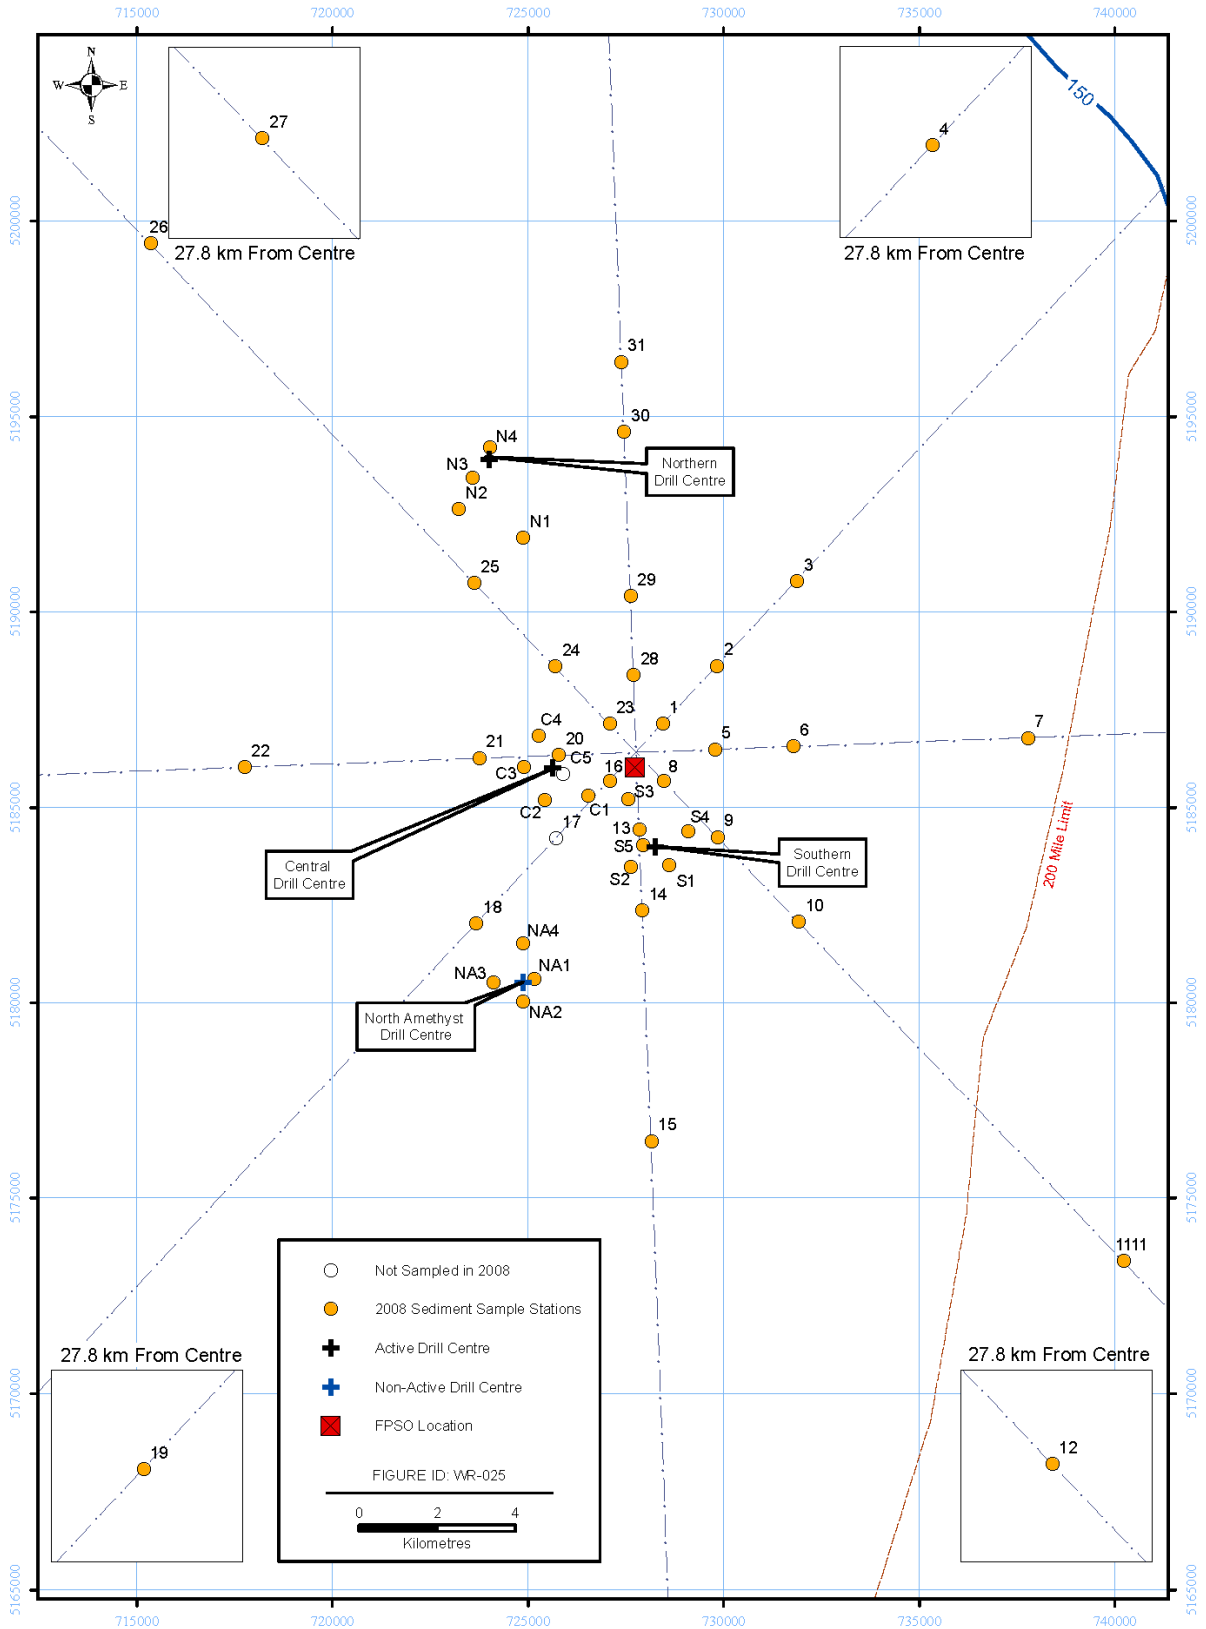 715000 720000 725000 730000 735000 740000
N
W E
S
27
4
150
27.8 km From Centre
27.8 km From Centre
5200000
5200000
26
31
30
5195000
5195000
N4
Northern
Drill Centre
N3
N2
N1
25
29
3
5190000
5190000
24
28
2
23
1
C4
20
5
6
7
22
21
C5
C3
16
8
S3
C2
C1
5185000
5185000
17
13
S4
9
S5
Central
Drill Centre
Southern
Drill Centre
S2
S1
14
10
200 Mile Limit
18
NA4
NA3
NA1
NA2
5180000
5180000
North Amethyst
Drill Centre
15
5175000
5175000
1111
Not Sampled in 2008
2008 Sediment Sample Stations
Active Drill Centre
Non-Active Drill Centre
FPSO Location
FIGURE ID: WR-025
0 2 4
Kilometres
27.8 km From Centre
27.8 km From Centre
5170000
5170000
19
12
5165000
5165000
715000 720000 725000 730000 735000 740000